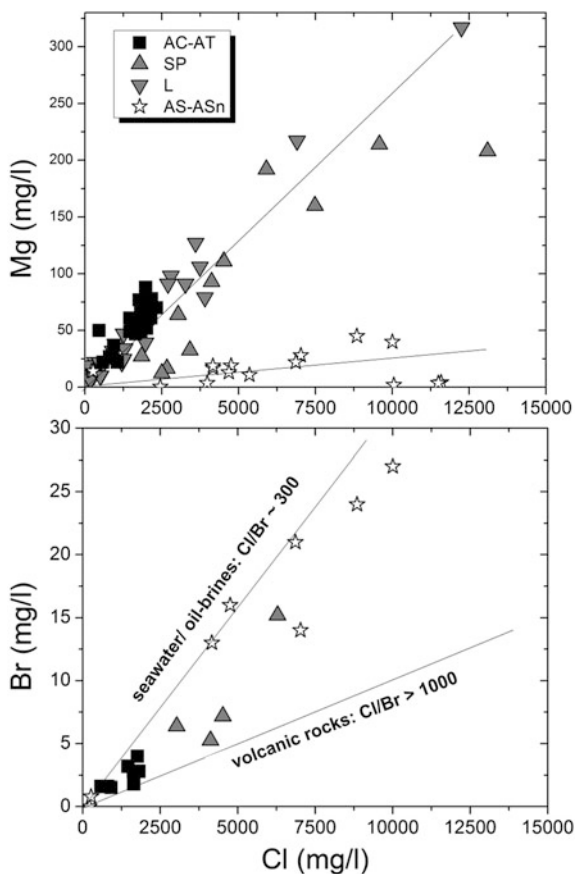 300
250
200
150
100
50
0
Mg (mg/l)
AC-AT
SP
L
AS-ASn
0 2500 5000 7500 10000 12500 15000
30
25
20
15
10
5
0
Br (mg/l)
seawater/ oil-brines: Cl/Br ~ 300
volcanic rocks: Cl/Br > 1000
0 2500 5000 7500 10000 12500 15000
Cl (mg/l)